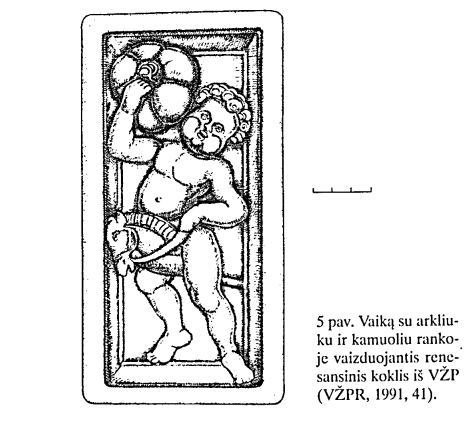 5 pav. Vaiką su arkliu-
ku ir kamuoliu ranko-
je vaizduojantis rene-
sansinis koklis iš VŽP
(VŽPR, 1991, 41).